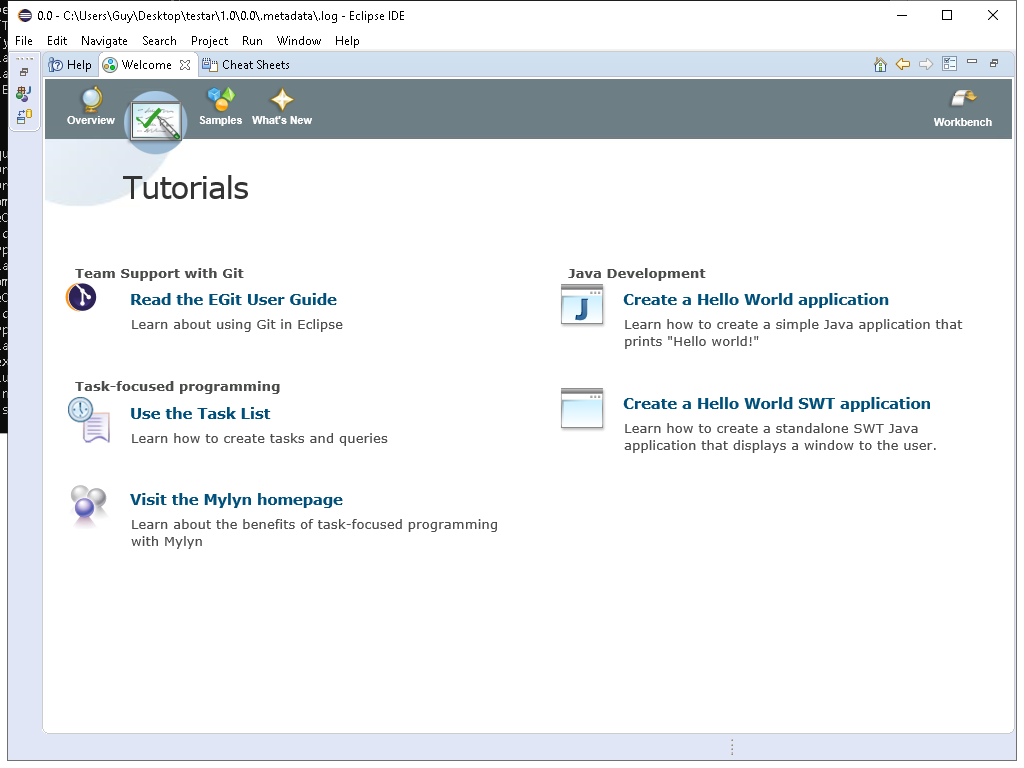 0.0 - C:\Users\Guy\Desktop\testar\1.0\0.0\.metadata\.log - Eclipse IDE
File Edit Navigate Search Project Run Window Help
Help Welcome Cheat Sheets
Overview Samples What's New Workbench
Tutorials
Team Support with Git
Read the EGit User Guide
Learn about using Git in Eclipse
Task-focused programming
Use the Task List
Learn how to create tasks and queries
Visit the Mylyn homepage
Learn about the benefits of task-focused programming
with Mylyn
Java Development
Create a Hello World application
Learn how to create a simple Java application that
prints "Hello world!"
Create a Hello World SWT application
Learn how to create a standalone SWT Java
application that displays a window to the user.